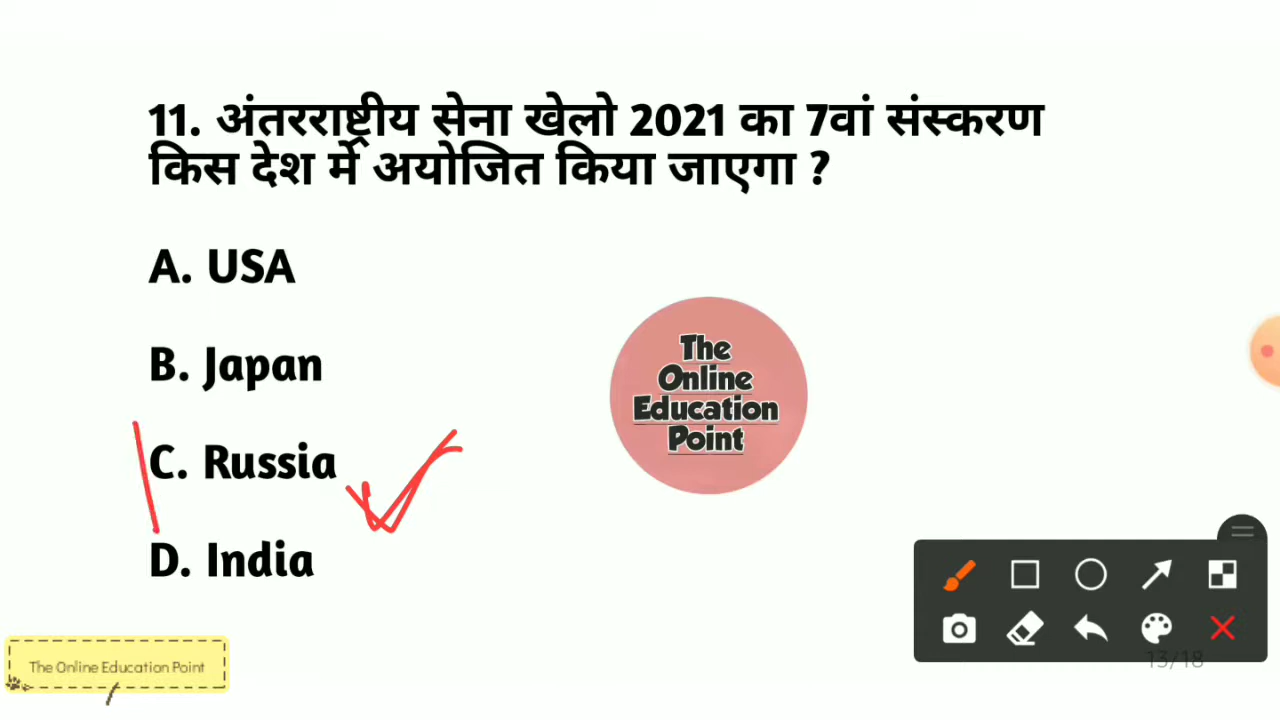 11. अंतरराष्ट्रीय सेना खेलो 2021 का 7वां संस्करण
किस देश मे अयोजित किया जाएगा ?
A. USA
B. Japan
C. Russia
D. India
The
Online
Education
Point
The Online Education Point
13/18